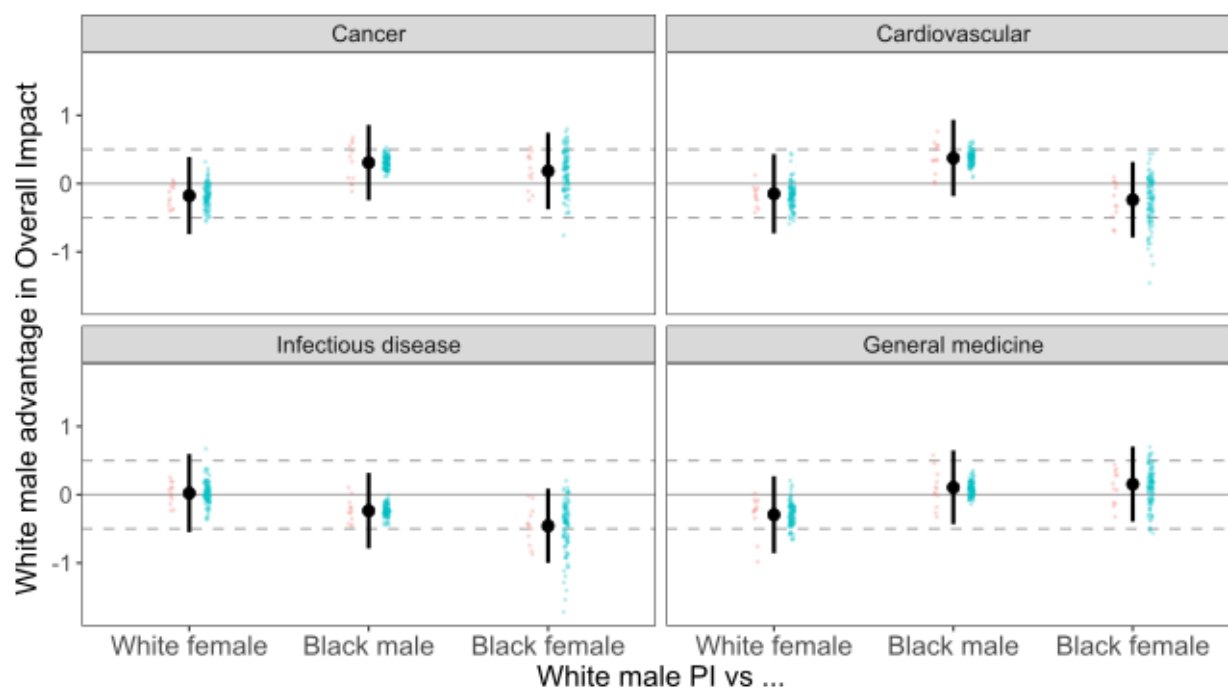 Cancer
Cardiovascular
White male advantage in Overall Impact
1
0
-1
Infectious disease
General medicine
1
0
-1
White female
Black male
Black female
White female
Black male
Black female
White male PI vs ...